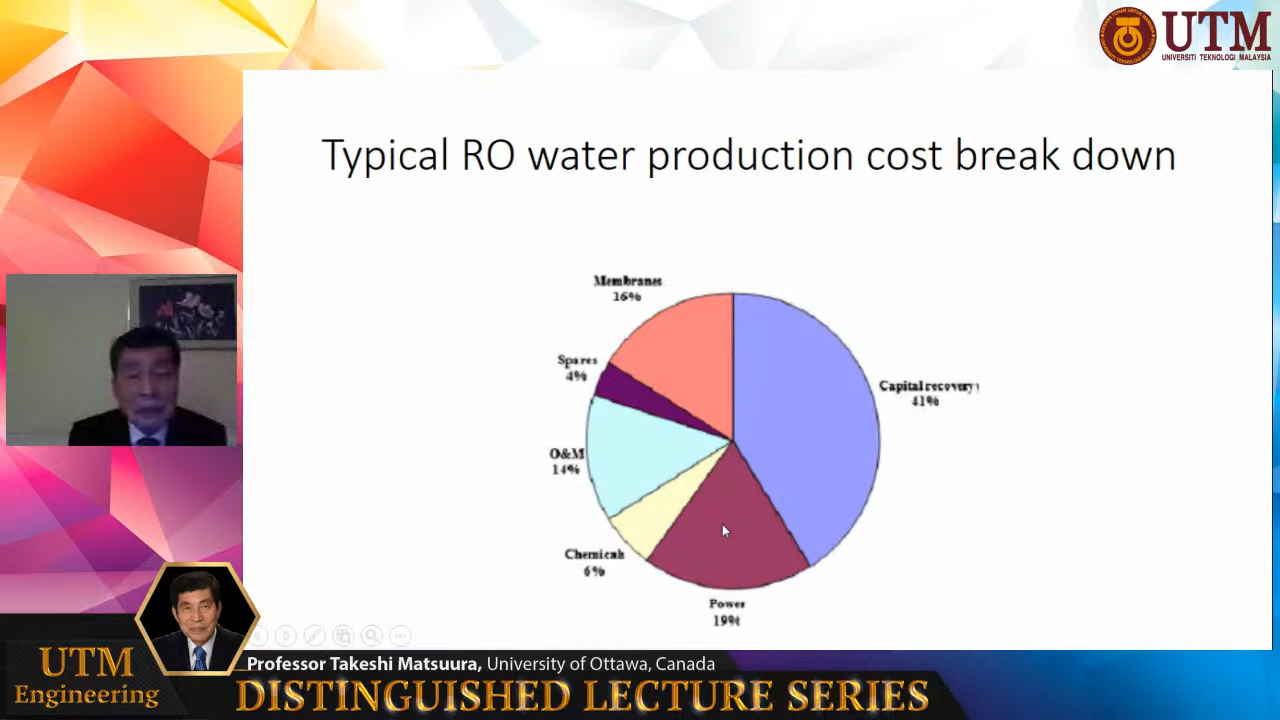 UTM
UNIVERSITI TEKNOLOGI MALAYSIA
Typical RO water production cost break down
Membranes
16%
Spares
4%
Capital recovery
41%
O&M
14%
Chemicals
6%
Power
19%
UTM
Engineering
Professor Takeshi Matsuura, University of Ottawa, Canada
DISTINGUISHED LECTURE SERIES